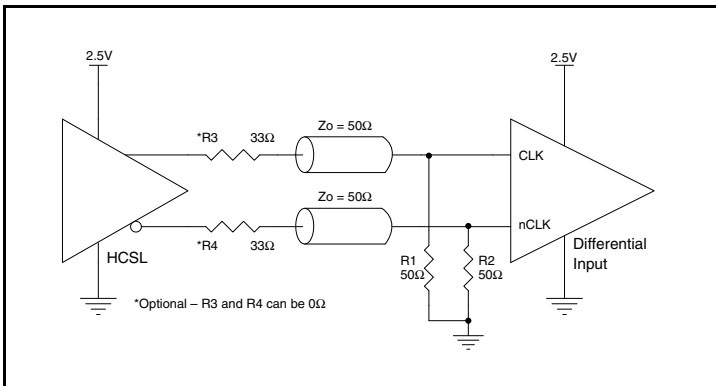 2.5V
2.5V
*R3 33Ω
Zo = 50Ω
CLK
Zo = 50Ω
nCLK
*R4 33Ω
HCSL
R1
50Ω
R2
50Ω
Differential
Input
*Optional – R3 and R4 can be 0Ω